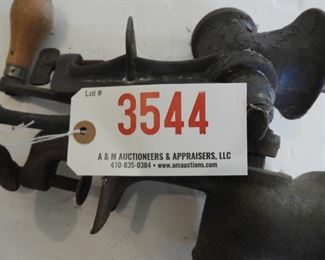 Lot #
3544
A & M AUCTIONEERS & APPRAISERS, LLC
410-835-0384 • www.amauctions.com